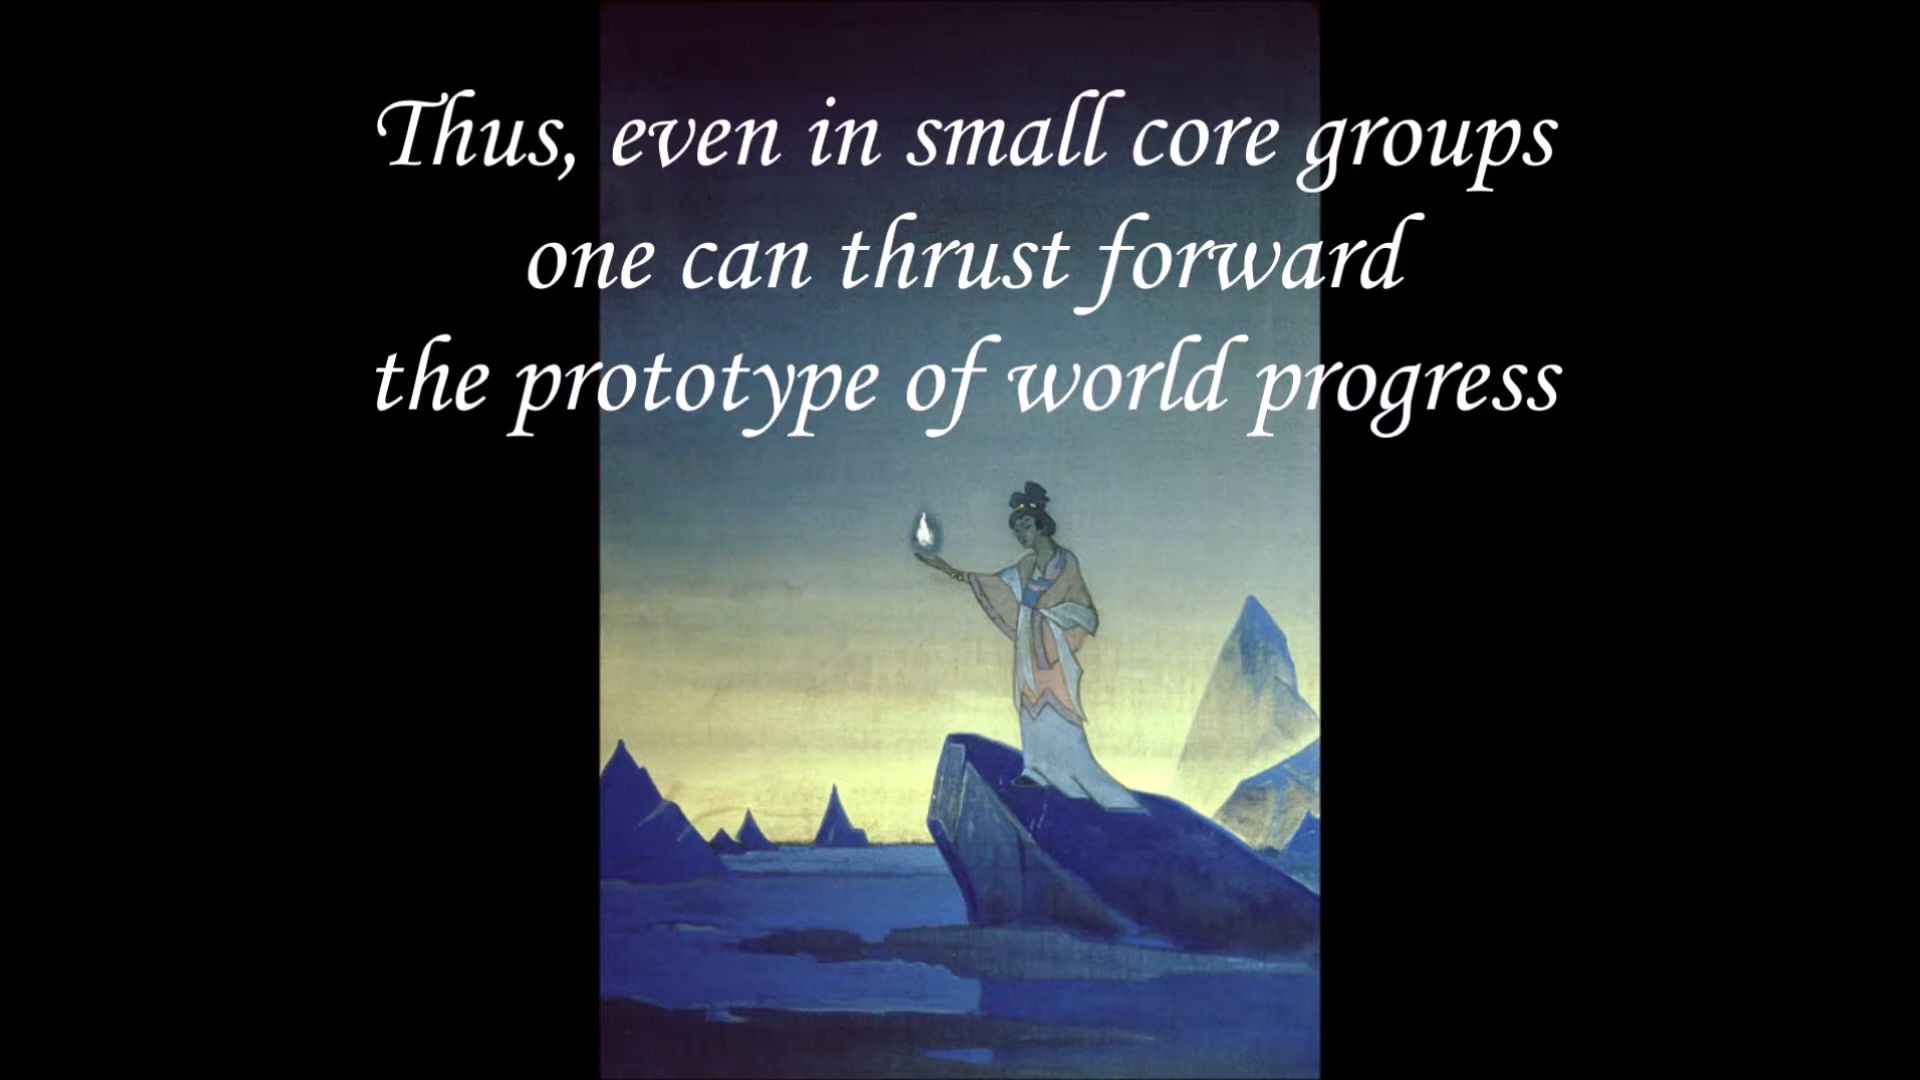 Thus, even in small core groups
one can thrust forward
the prototype of world progress